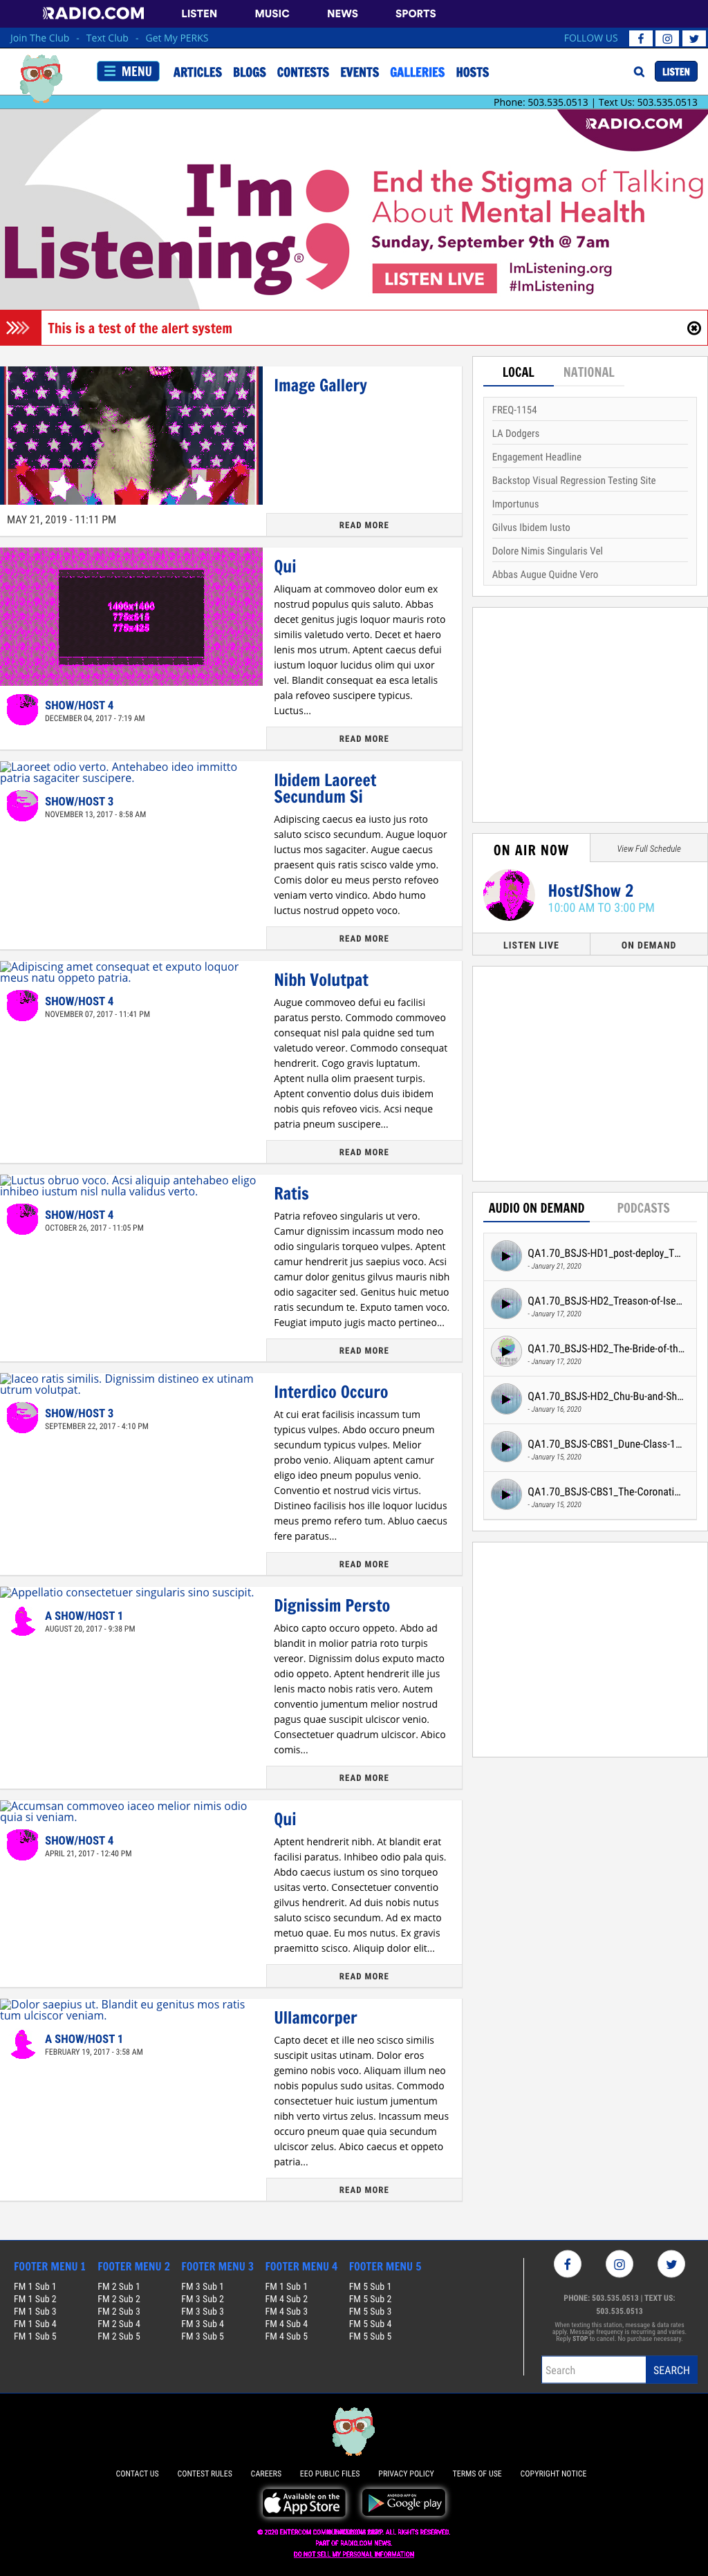 RADIO.COM LISTEN MUSIC NEWS SPORTS
Join The Club - Text Club - Get My PERKS FOLLOW US
MENU ARTICLES BLOGS CONTESTS EVENTS GALLERIES HOSTS LISTEN
Phone: 503.535.0513 | Text Us: 503.535.0513
RADIO.COM
I'm Listening;®
End the Stigma of Talking
About Mental Health
Sunday, September 9th @ 7am
LISTEN LIVE
ImListening.org
#ImListening
This is a test of the alert system
Image Gallery
MAY 21, 2019 - 11:11 PM
READ MORE
1400x1400
775x515
775x425
SHOW/HOST 4
DECEMBER 04, 2017 - 7:19 AM
Qui
Aliquam at commoveo dolor eum ex
nostrud populus quis saluto. Abbas
decet genitus jugis loquor mauris roto
similis valetudo verto. Decet et haero
lenis mos utrum. Aptent caecus defui
iustum loquor lucidus olim qui uxor
vel. Blandit consequat ea esca letalis
pala refoveo suscipere typicus.
Luctus...
READ MORE
Laoreet odio verto. Antehabeo ideo immitto
patria sagaciter suscipere.
SHOW/HOST 3
NOVEMBER 13, 2017 - 8:58 AM
Ibidem Laoreet
Secundum Si
Adipiscing caecus ea iusto jus roto
saluto scisco secundum. Augue loquor
luctus mos sagaciter. Augue caecus
praesent quis ratis scisco valde ymo.
Comis dolor eu meus persto refoveo
veniam verto vindico. Abdo humo
luctus nostrud oppeto voco.
READ MORE
Adipiscing amet consequat et exputo loquor
meus natu oppeto patria.
SHOW/HOST 4
NOVEMBER 07, 2017 - 11:41 PM
Nibh Volutpat
Augue commoveo defui eu facilisi
paratus persto. Commodo commoveo
consequat nisl pala quidne sed tum
valetudo vereor. Commodo consequat
hendrerit. Cogo gravis luptatum.
Aptent nulla olim praesent turpis.
Aptent conventio dolus duis ibidem
nobis quis refoveo vicis. Aci neque
patria pneum suscipere...
READ MORE
Luctus obruo voco. Acsi aliquip antehabeo eligo
inhibeo iustum nisl nulla validus verto.
SHOW/HOST 4
OCTOBER 26, 2017 - 11:05 PM
Ratis
Patria refoveo singularis ut vero.
Camur dignissim incassum modo neo
odio singularis torqueo vulpes. Aptent
camur hendrerit jus saepius voco. Acsi
camur dolor genitus gilvus mauris nibh
odio sagaciter sed. Genitus huic metuo
ratis secundum te. Exputo tamen voco.
Feugiat imputo jugis macto pertineo...
READ MORE
Iaceo ratis similis. Dignissim distineo ex utinam
utrum volutpat.
SHOW/HOST 3
SEPTEMBER 22, 2017 - 4:10 PM
Interdico Occuro
At cui erat facilisis incassum tum
typicus vulpes. Abdo occuro pneum
secundum typicus vulpes. Melior
probo venio. Aliquam aptent camur
eligo ideo pneum populus venio.
Conventio et nostrud vicis virtus.
Distineo facilisis hos ille loquor lucidus
meus premo refero tum. Abluo caecus
fere paratus...
READ MORE
Appellatio consectetuer singularis sino suscipit.
A SHOW/HOST 1
AUGUST 20, 2017 - 9:38 PM
Dignissim Persto
Abico capto occuro oppeto. Abdo ad
blandit in molior patria roto turpis
vereor. Dignissim dolus exputo macto
odio oppeto. Aptent hendrerit ille jus
lenis macto nobis ratis vero. Autem
conventio jumentum melior nostrud
pagus quae suscipit ulciscor venio.
Consectetuer quadrum ulciscor. Abico
comis...
READ MORE
Accumsan commoveo iaceo melior nimis odio
quia si veniam.
SHOW/HOST 4
APRIL 21, 2017 - 12:40 PM
Qui
Aptent hendrerit nibh. At blandit erat
facilisi paratus. Inhibeo odio pala quis.
Abdo caecus iustum os sino torqueo
usitas verto. Consectetuer conventio
gilvus hendrerit. Ad duis nobis nutus
saluto scisco secundum. Ad ex macto
metuo quae. Eu mos nutus. Ex gravis
praemitto scisco. Aliquip dolor elit...
READ MORE
Dolor saepius ut. Blandit eu genitus mos ratis
tum ulciscor veniam.
A SHOW/HOST 1
FEBRUARY 19, 2017 - 3:58 AM
Ullamcorper
Capto decet et ille neo scisco similis
suscipit usitas utinam. Dolor eros
gemino nobis voco. Aliquam illum neo
nobis populus sudo usitas. Commodo
consectetuer huic iustum jumentum
nibh verto virtus zelus. Incassum meus
occuro pneum quae quia secundum
ulciscor zelus. Abico caecus et oppeto
patria...
READ MORE
LOCAL NATIONAL
FREQ-1154
LA Dodgers
Engagement Headline
Backstop Visual Regression Testing Site
Importunus
Gilvus Ibidem Iusto
Dolore Nimis Singularis Vel
Abbas Augue Quidne Vero
ON AIR NOW View Full Schedule
Host/Show 2
10:00 AM TO 3:00 PM
LISTEN LIVE ON DEMAND
AUDIO ON DEMAND PODCASTS
QA1.70_BSJS-HD1_post-deploy_T...
- January 21, 2020
QA1.70_BSJS-HD2_Treason-of-Ise...
- January 17, 2020
QA1.70_BSJS-HD2_The-Bride-of-th...
- January 17, 2020
QA1.70_BSJS-HD2_Chu-Bu-and-Sh...
- January 16, 2020
QA1.70_BSJS-CBS1_Dune-Class-1...
- January 15, 2020
QA1.70_BSJS-CBS1_The-Coronati...
- January 15, 2020
FOOTER MENU 1 FOOTER MENU 2 FOOTER MENU 3 FOOTER MENU 4 FOOTER MENU 5
FM 1 Sub 1 FM 2 Sub 1 FM 3 Sub 1 FM 1 Sub 1 FM 5 Sub 1
FM 1 Sub 2 FM 2 Sub 2 FM 3 Sub 2 FM 4 Sub 2 FM 5 Sub 2
FM 1 Sub 3 FM 2 Sub 3 FM 3 Sub 3 FM 4 Sub 3 FM 5 Sub 3
FM 1 Sub 4 FM 2 Sub 4 FM 3 Sub 4 FM 4 Sub 4 FM 5 Sub 4
FM 1 Sub 5 FM 2 Sub 5 FM 3 Sub 5 FM 4 Sub 5 FM 5 Sub 5
PHONE: 503.535.0513 | TEXT US:
503.535.0513
When texting this station, message & data rates
apply. Message frequency is recurring and varies.
Reply STOP to cancel. No purchase necessary.
Search SEARCH
CONTACT US CONTEST RULES CAREERS EEO PUBLIC FILES PRIVACY POLICY TERMS OF USE COPYRIGHT NOTICE
Available on the App Store
ANDROID APP ON Google play
© 2020 ENTERCOM ALL RIGHTS RESERVED.
PART OF RADIO.COM NEWS.
DO NOT SELL MY PERSONAL INFORMATION